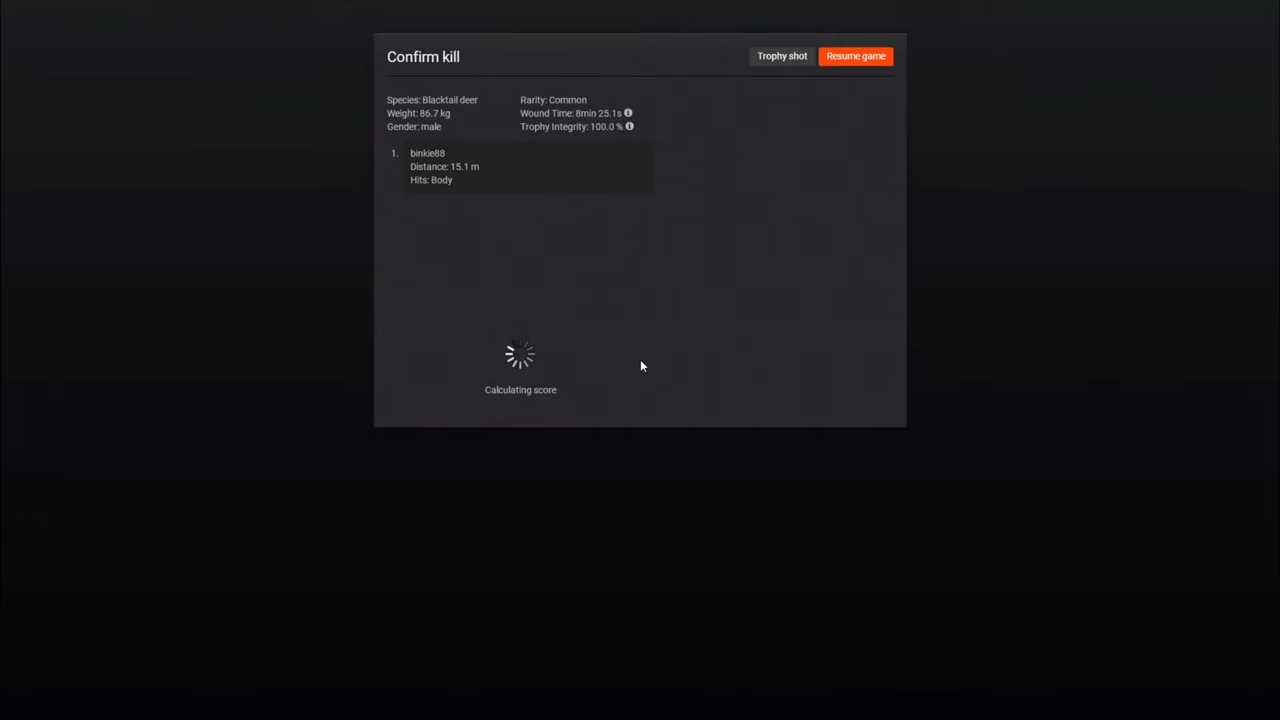 Confirm kill
Trophy shot
Resume game
Species: Blacktail deer
Weight: 86.7 kg
Gender: male
Rarity: Common
Wound Time: 8min 25.1s
Trophy Integrity: 100.0 %
1. binkie88
Distance: 15.1 m
Hits: Body
Calculating score